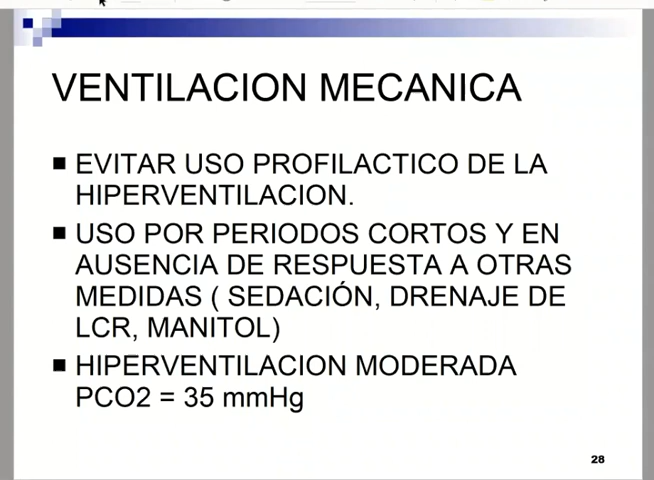 VENTILACION MECANICA
■ EVITAR USO PROFILACTICO DE LA
HIPERVENTILACION.
■ USO POR PERIODOS CORTOS Y EN
AUSENCIA DE RESPUESTA A OTRAS
MEDIDAS ( SEDACIÓN, DRENAJE DE
LCR, MANITOL)
■ HIPERVENTILACION MODERADA
PCO2 = 35 mmHg
28